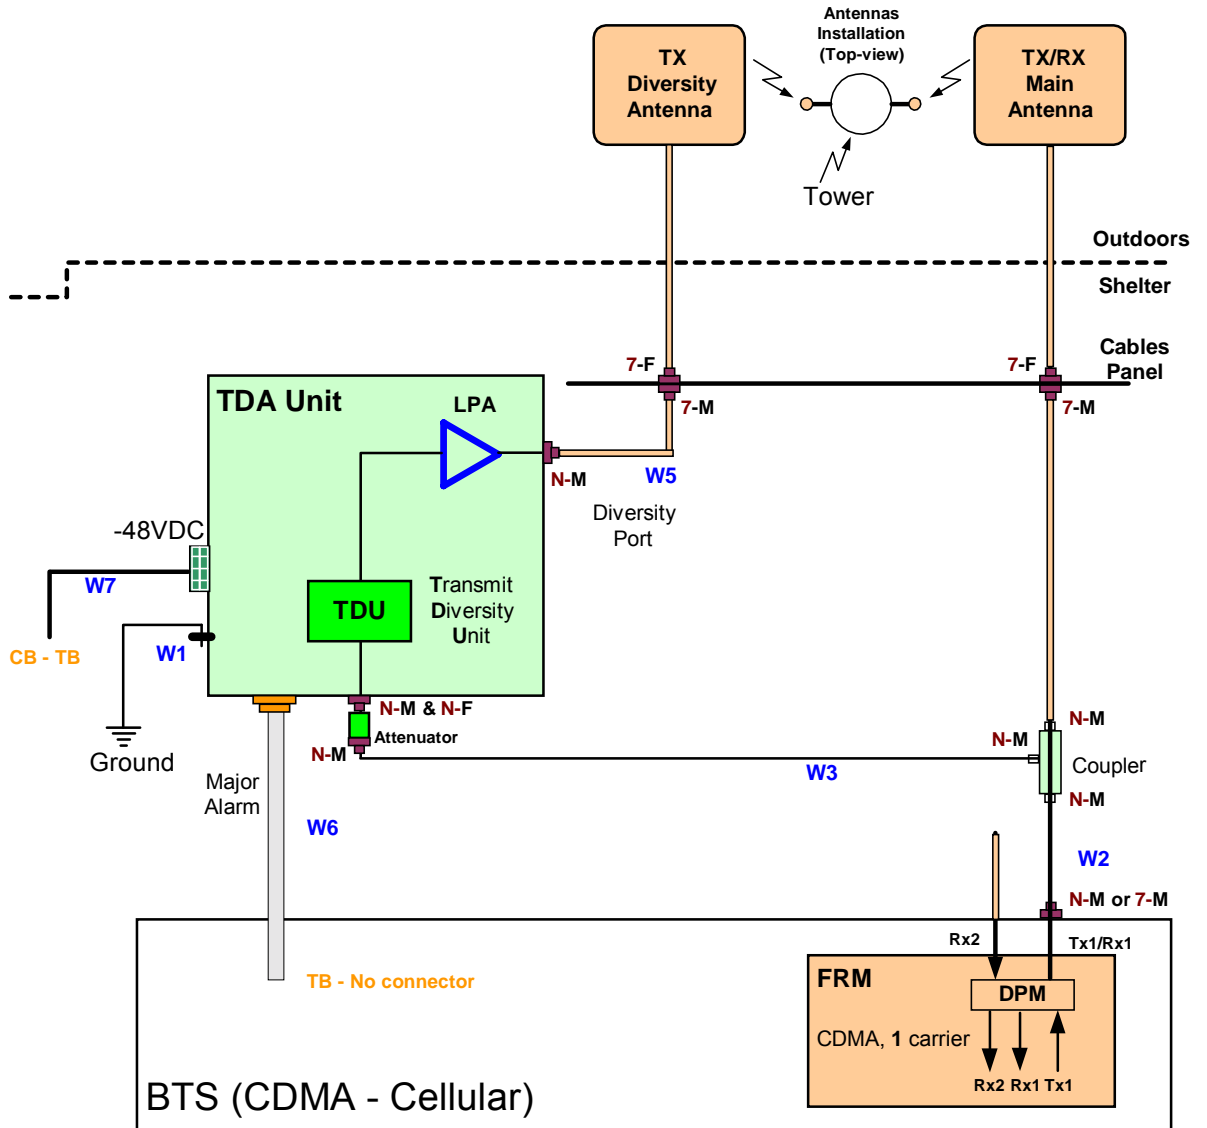 Antennas
Installation
(Top-view)
TX
Diversity
Antenna
TX/RX
Main
Antenna
Tower
Outdoors
Shelter
Cables
Panel
7-F
7-F
7-M
7-M
TDA Unit
LPA
N-M
W5
Diversity
Port
-48VDC
W7
TDU
Transmit
Diversity
Unit
CB - TB
W1
Ground
N-M & N-F
Attenuator
N-M
N-M
N-M
W3
Coupler
Major
Alarm
N-M
W6
W2
N-M or 7-M
Rx2
Tx1/Rx1
TB - No connector
FRM
DPM
CDMA, 1 carrier
Rx2 Rx1 Tx1
BTS (CDMA - Cellular)